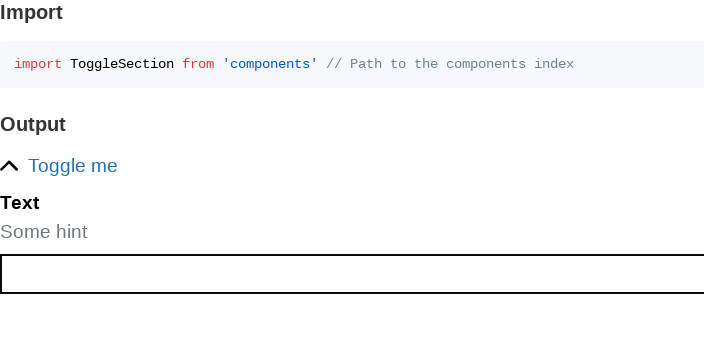 Import
import ToggleSection from 'components' // Path to the components index
Output
Toggle me
Text
Some hint